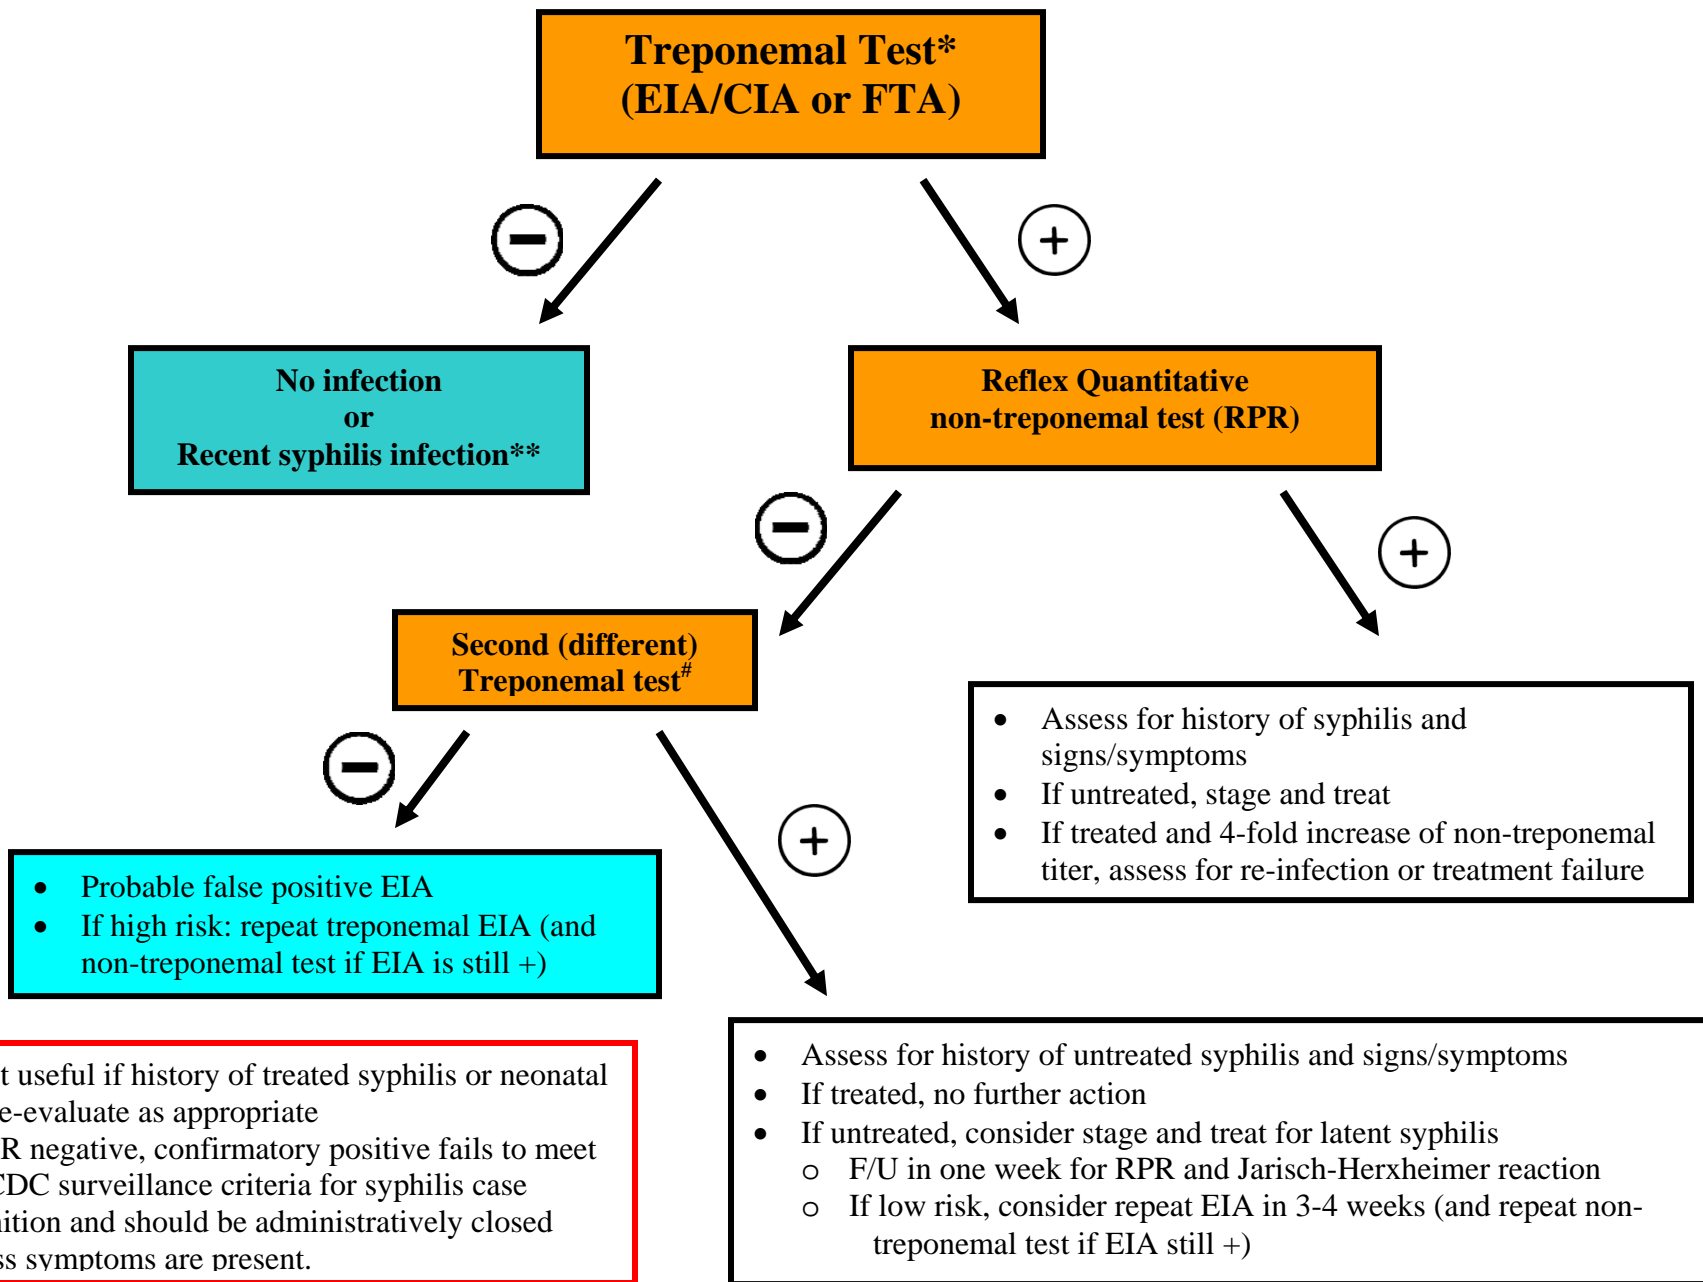 Treponemal Test*
(EIA/CIA or FTA)
No infection
or
Recent syphilis infection**
Reflex Quantitative
non-treponemal test (RPR)
Second (different)
Treponemal test#
• Assess for history of syphilis and
signs/symptoms
• If untreated, stage and treat
• If treated and 4-fold increase of non-treponemal
titer, assess for re-infection or treatment failure
• Probable false positive EIA
• If high risk: repeat treponemal EIA (and
non-treponemal test if EIA is still +)
• Assess for history of untreated syphilis and signs/symptoms
• If treated, no further action
• If untreated, consider stage and treat for latent syphilis
o F/U in one week for RPR and Jarisch-Herxheimer reaction
o If low risk, consider repeat EIA in 3-4 weeks (and repeat non-
treponemal test if EIA still +)
useful if history of treated syphilis or neonatal
e-evaluate as appropriate
R negative, confirmatory positive fails to meet
CDC surveillance criteria for syphilis case
nition and should be administratively closed
ss symptoms are present.